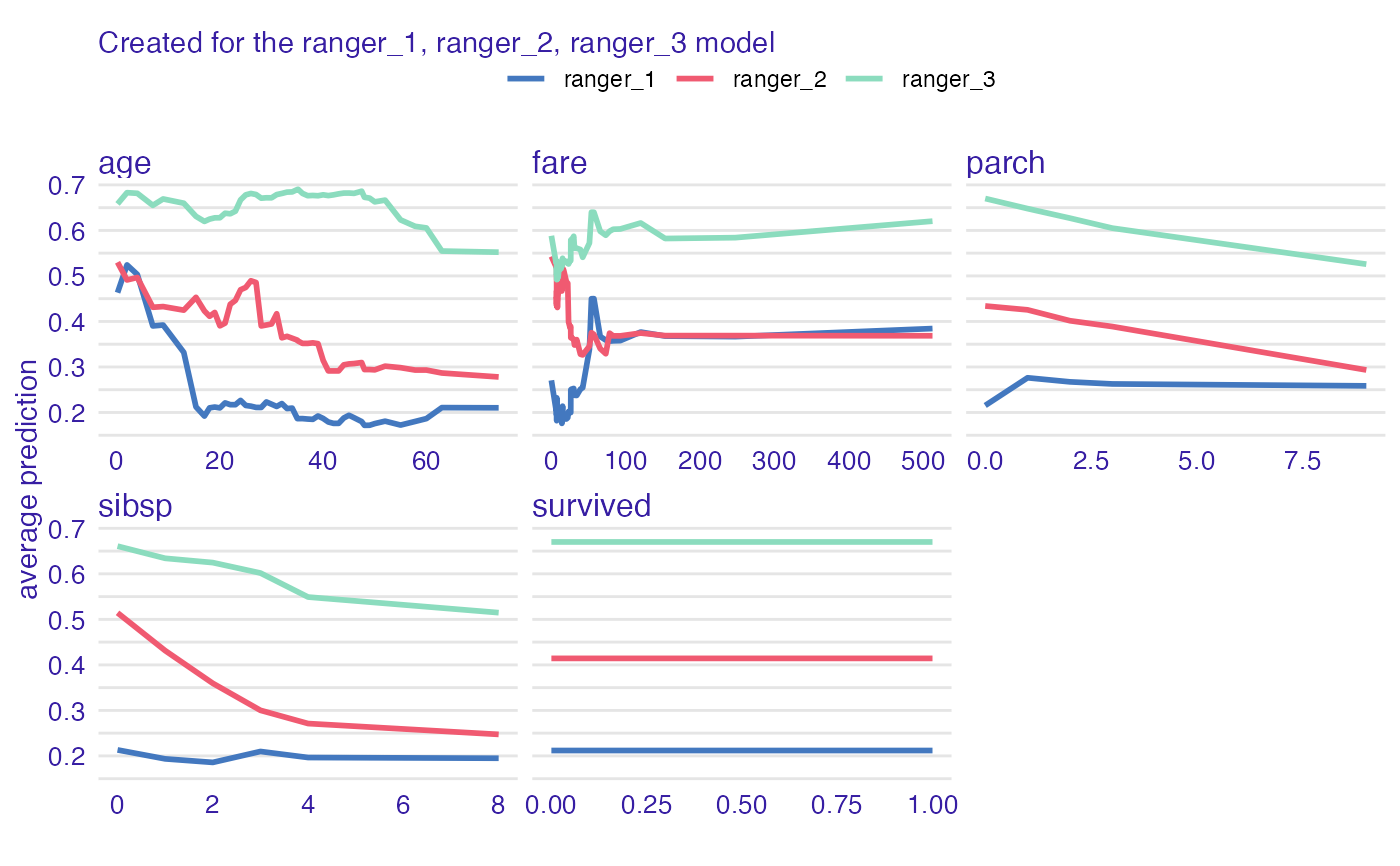 Created for the ranger_1, ranger_2, ranger_3 model
ranger_1 ranger_2 ranger_3
average prediction
age
0.7
0.6
0.5
0.4
0.3
0.2
0 20 40 60
fare
0 100 200 300 400 500
parch
0.0 2.5 5.0 7.5
sibsp
0.7
0.6
0.5
0.4
0.3
0.2
0 2 4 6 8
survived
0.00 0.25 0.50 0.75 1.00